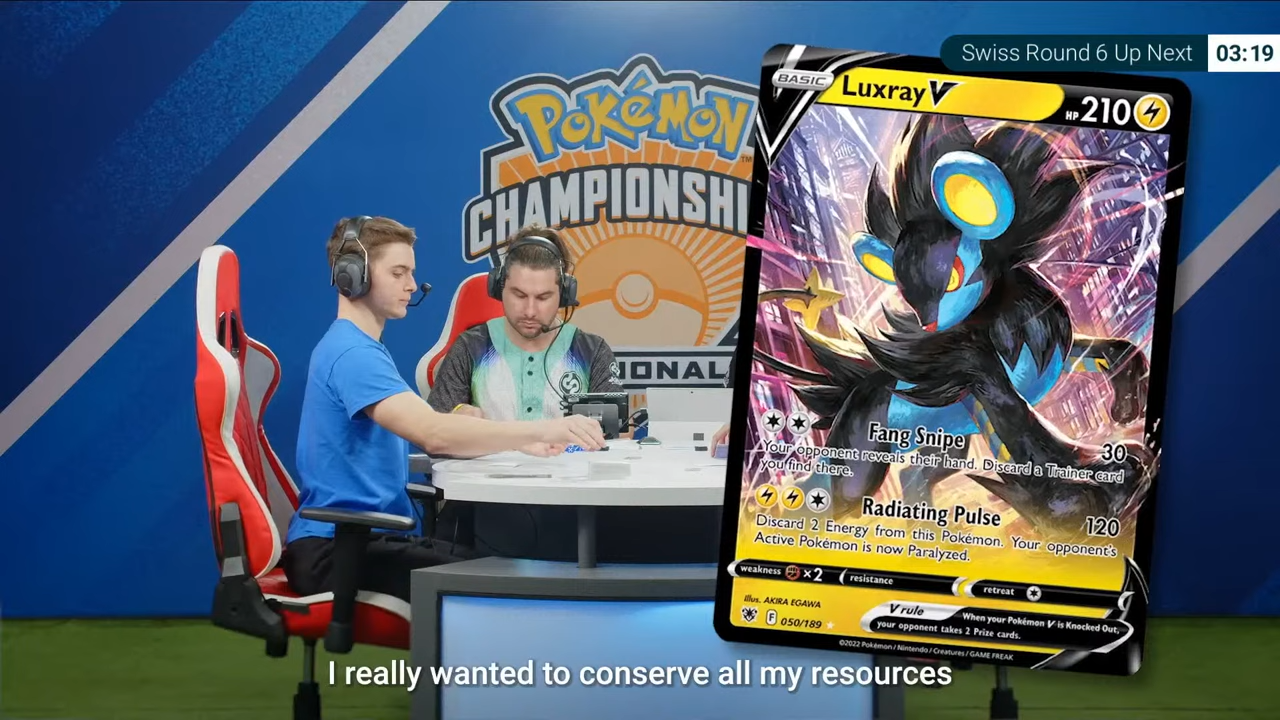 Swiss Round 6 Up Next 03:19
POKéMON
TM
CHAMPIONSHI
IONAL
BASIC Luxray V HP 210
Fang Snipe 30
Your opponent reveals their hand. Discard a Trainer card
you find there.
Radiating Pulse 120
Discard 2 Energy from this Pokémon. Your opponent's
Active Pokémon is now Paralyzed.
weakness ×2 resistance retreat
Illus. AKIRA EGAWA
F 050/189
V rule When your Pokémon V is Knocked Out,
your opponent takes 2 Prize cards.
©2022 Pokémon / Nintendo / Creatures / GAME FREAK
I really wanted to conserve all my resources